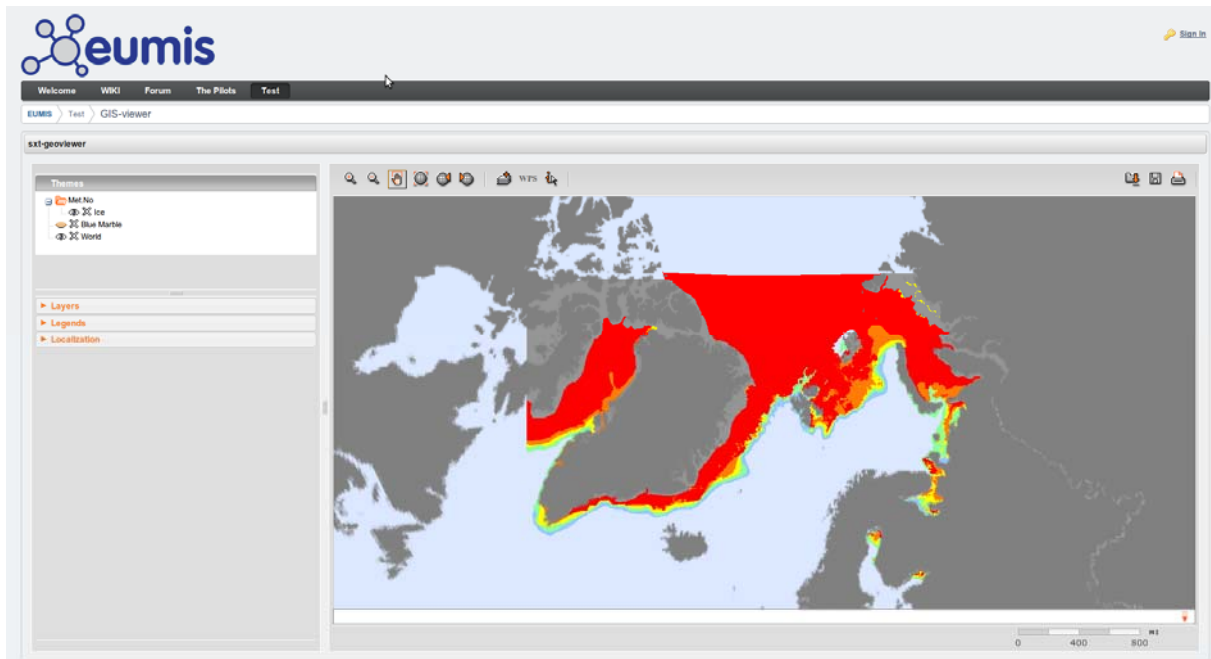 eumis
Sign In
Welcome WIKI Forum The Pilots Test
EUMIS Test GIS-viewer
sxt-geoviewer
Themes
Met.No
Ice
Blue Marble
World
Layers
Legends
Localization
WPS
MI
0 400 800